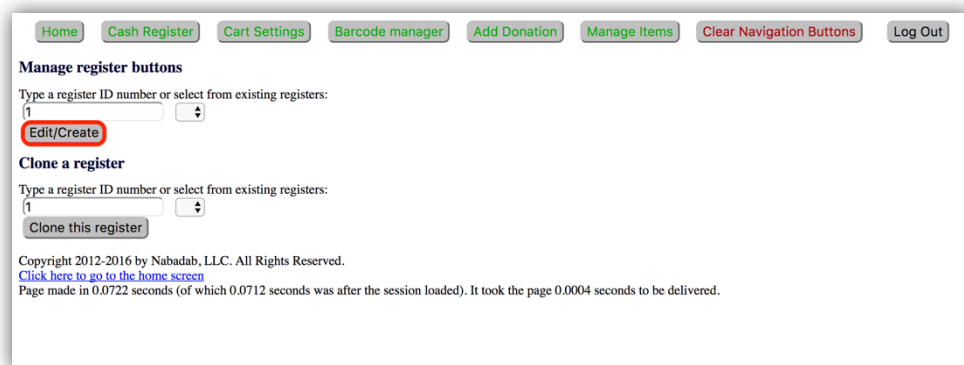 Home Cash Register Cart Settings Barcode manager Add Donation Manage Items Clear Navigation Buttons Log Out
Manage register buttons
Type a register ID number or select from existing registers:
1
Edit/Create
Clone a register
Type a register ID number or select from existing registers:
1
Clone this register
Copyright 2012-2016 by Nabadab, LLC. All Rights Reserved.
Click here to go to the home screen
Page made in 0.0722 seconds (of which 0.0712 seconds was after the session loaded). It took the page 0.0004 seconds to be delivered.